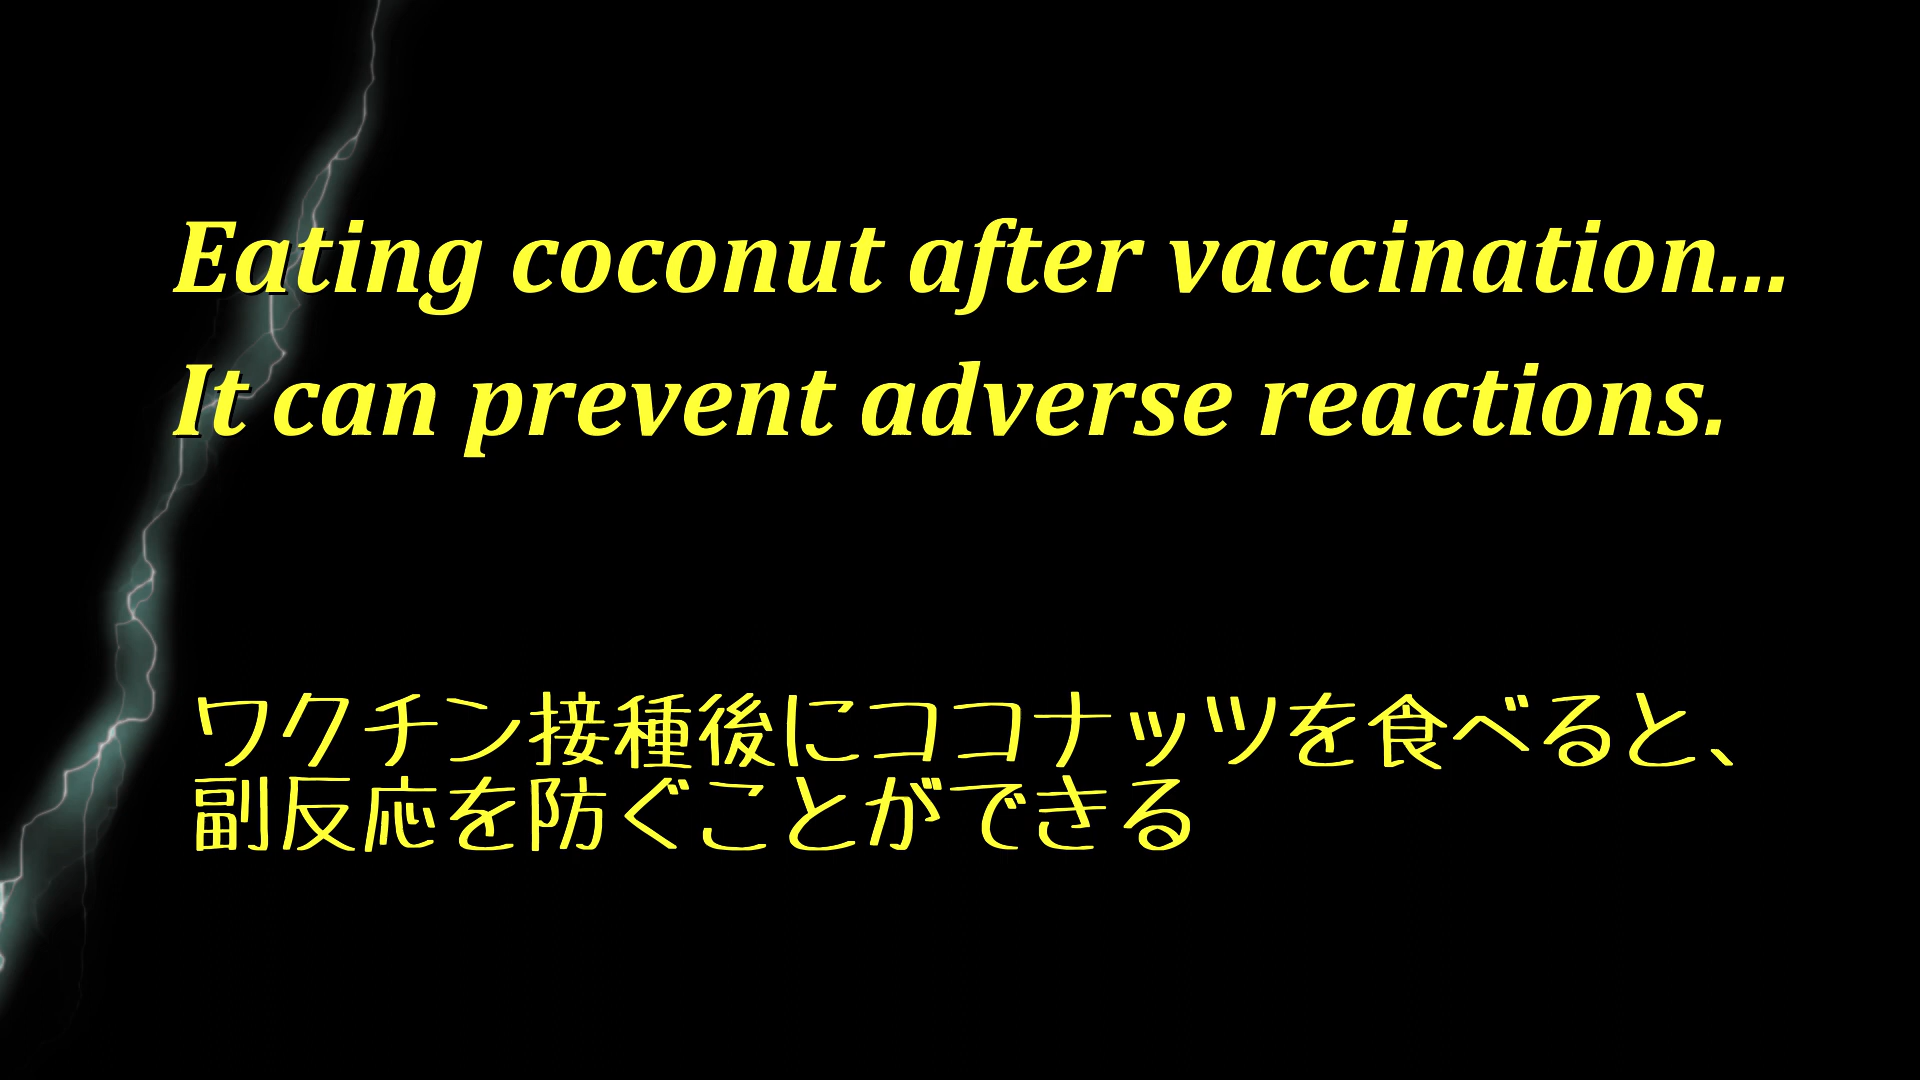 Eating coconut after vaccination...
It can prevent adverse reactions.
ワクチン接種後にココナッツを食べると、
副反応を防ぐことができる